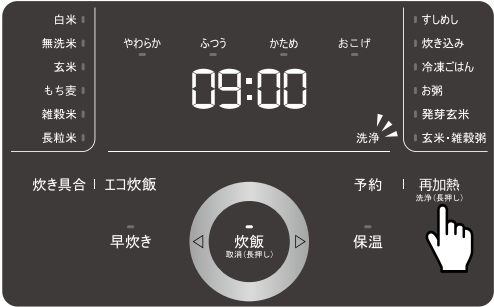 白米
無洗米
玄米
もち麦
雑穀米
長粒米
やわらか
ふつう
かため
おこげ
09:00
洗浄
すしめし
炊き込み
冷凍ごはん
お粥
発芽玄米
玄米・雑穀粥
炊き具合 | エコ炊飯
予約 | 再加熱
洗浄(長押し)
早炊き
炊飯
取消(長押し)
保温